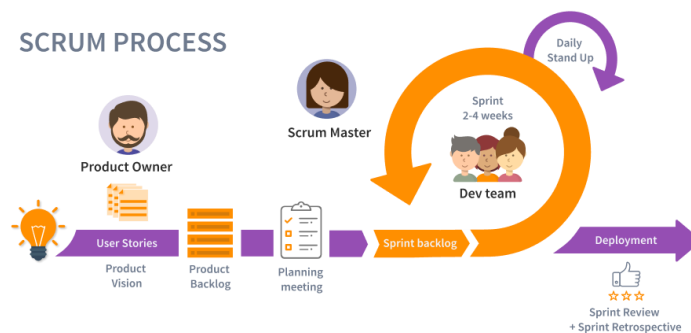 SCRUM PROCESS
Daily
Stand Up
Sprint
2-4 weeks
Scrum Master
Product Owner
Dev team
User Stories
Sprint backlog
Deployment
Product
Vision
Product
Backlog
Planning
meeting
Sprint Review
+ Sprint Retrospective